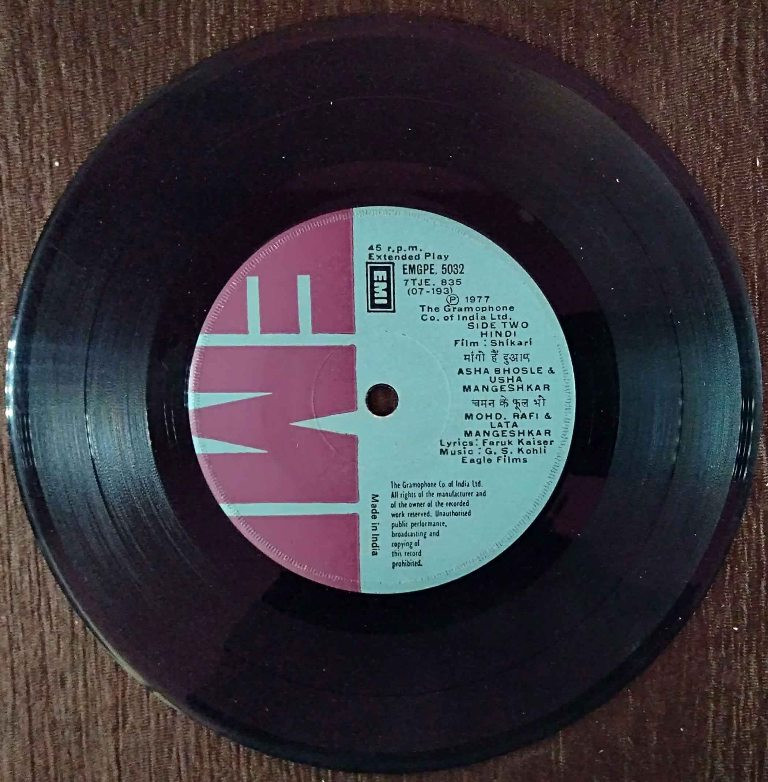 EMI
45 r.p.m.
Extended Play
EMI
EMGPE. 5032
7TJE. 835
(07-193)
Ⓟ 1977
The Gramophone
Co. of India Ltd.
SIDE TWO
HINDI
Film : Shikari
मांगी हैं दुआएं
ASHA BHOSLE &
USHA
MANGESHKAR
चमन के फूल भी
MOHD. RAFI &
LATA
MANGESHKAR
Lyrics: Faruk Kaiser
Music : G. S. Kohli
Eagle Films
The Gramophone Co. of India Ltd.
All rights of the manufacturer and
of the owner of the recorded
work reserved. Unauthorised
public performance,
broadcasting and
copying of
this record
prohibited.
Made in India